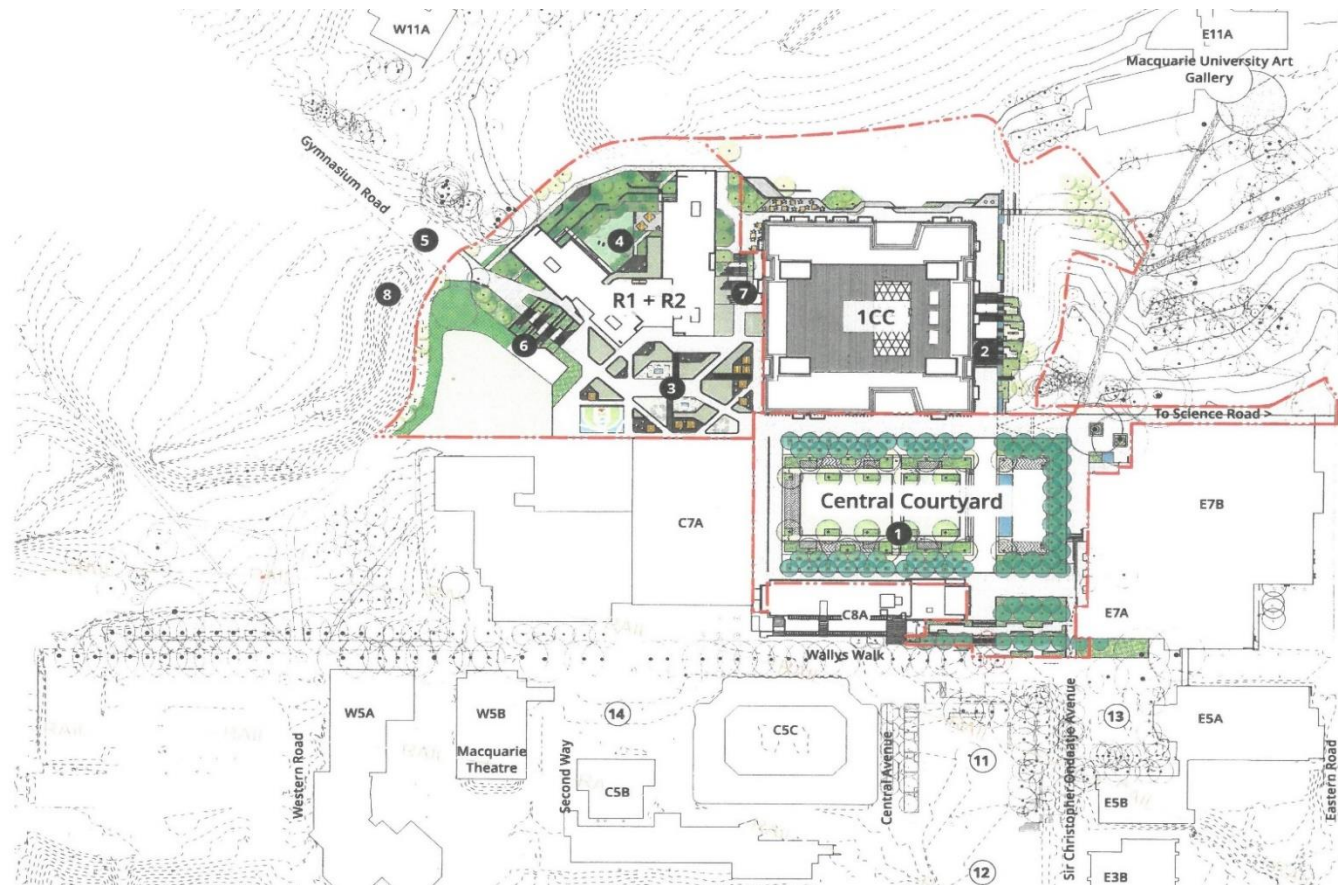 W11A
E11A
Macquarie University Art
Gallery
Gymnasium Road
5
4
8
R1 + R2
7
1CC
6
2
3
To Science Road >
Central Courtyard
C7A
1
E7B
C8A
E7A
Wallys Walk
W5A
W5B
14
C5C
13
E5A
Macquarie
Theatre
11
Western Road
Second Way
C5B
Central Avenue
Sir Christopher Ondaatje Avenue
E5B
Eastern Road
12
E3B